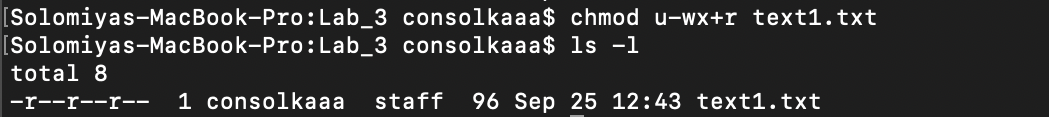 [Solomiyas-MacBook-Pro:Lab_3 consolkaaa$ chmod u-wx+r text1.txt
[Solomiyas-MacBook-Pro:Lab_3 consolkaaa$ ls -l
total 8
-r--r--r--  1 consolkaaa  staff  96 Sep 25 12:43 text1.txt